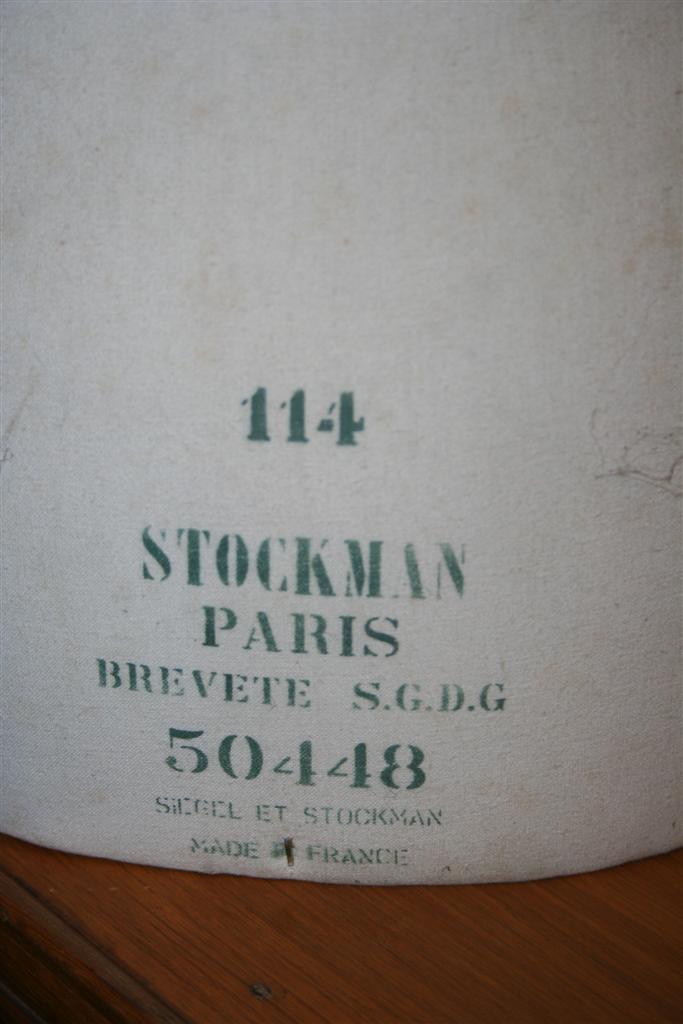 114
STOCKMAN
PARIS
BREVETE S.G.D.G
50448
SIEGEL ET STOCKMAN
MADE IN FRANCE